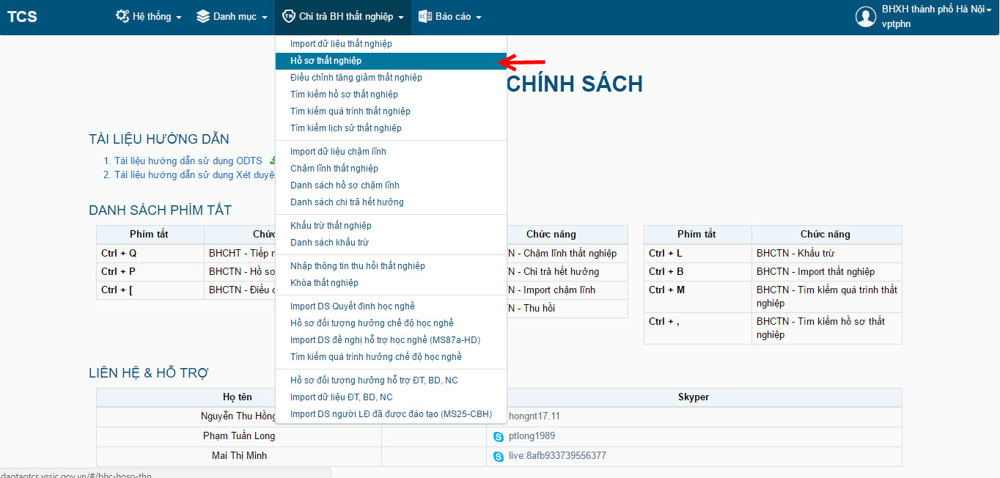 TCS
Hệ thống
Danh mục
Chi trả BH thất nghiệp
Báo cáo
BHXH thành phố Hà Nội
vptphn
Import dữ liệu thất nghiệp
Hồ sơ thất nghiệp
Điều chỉnh tăng giảm thất nghiệp
Tìm kiếm hồ sơ thất nghiệp
Tìm kiếm quá trình thất nghiệp
Tìm kiếm lịch sử thất nghiệp
Import dữ liệu chậm lĩnh
Chậm lĩnh thất nghiệp
Danh sách hồ sơ chậm lĩnh
Danh sách chi trả hết hưởng
Khấu trừ thất nghiệp
Danh sách khấu trừ
Nhập thông tin thu hồi thất nghiệp
Khóa thất nghiệp
Import DS Quyết định học nghề
Hồ sơ đối tượng hưởng chế độ học nghề
Import DS đề nghị hỗ trợ học nghề (MS87a-HD)
Tìm kiếm quá trình hưởng chế độ học nghề
Hồ sơ đối tượng hưởng hỗ trợ ĐT, BD, NC
Import dữ liệu ĐT, BD, NC
Import DS người LĐ đã được đào tạo (MS25-CBH)
CHÍNH SÁCH
TÀI LIỆU HƯỚNG DẪN
1. Tài liệu hướng dẫn sử dụng ODTS
2. Tài liệu hướng dẫn sử dụng Xét duyệ
DANH SÁCH PHÍM TẮT
Phím tắt Chức
Ctrl + Q BHCHT - Tiếp n
Ctrl + P BHCTN - Hồ so
Ctrl + [ BHCTN - Điều c
Chức năng
N - Chậm lĩnh thất nghiệp
N - Chi trả hết hưởng
N - Import chậm lĩnh
N - Thu hồi
Phím tắt Chức năng
Ctrl + L BHCTN - Khấu trừ
Ctrl + B BHCTN - Import thất nghiệp
Ctrl + M BHCTN - Tìm kiếm quá trình thất
nghiệp
Ctrl + , BHCTN - Tìm kiếm hồ sơ thất
nghiệp
LIÊN HỆ & HỖ TRỢ
Họ tên Skyper
Nguyễn Thu Hồng hongnt17.11
Phạm Tuấn Long ptlong1989
Mai Thị Minh live:8afb933739556377
daotaotcs.vssic.gov.vn/#/bhc-hoso-thn